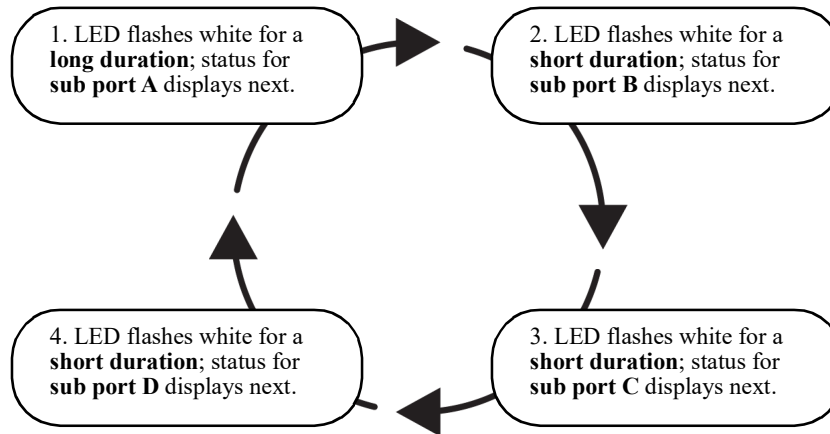 1. LED flashes white for a
long duration; status for
sub port A displays next.
2. LED flashes white for a
short duration; status for
sub port B displays next.
3. LED flashes white for a
short duration; status for
sub port C displays next.
4. LED flashes white for a
short duration; status for
sub port D displays next.